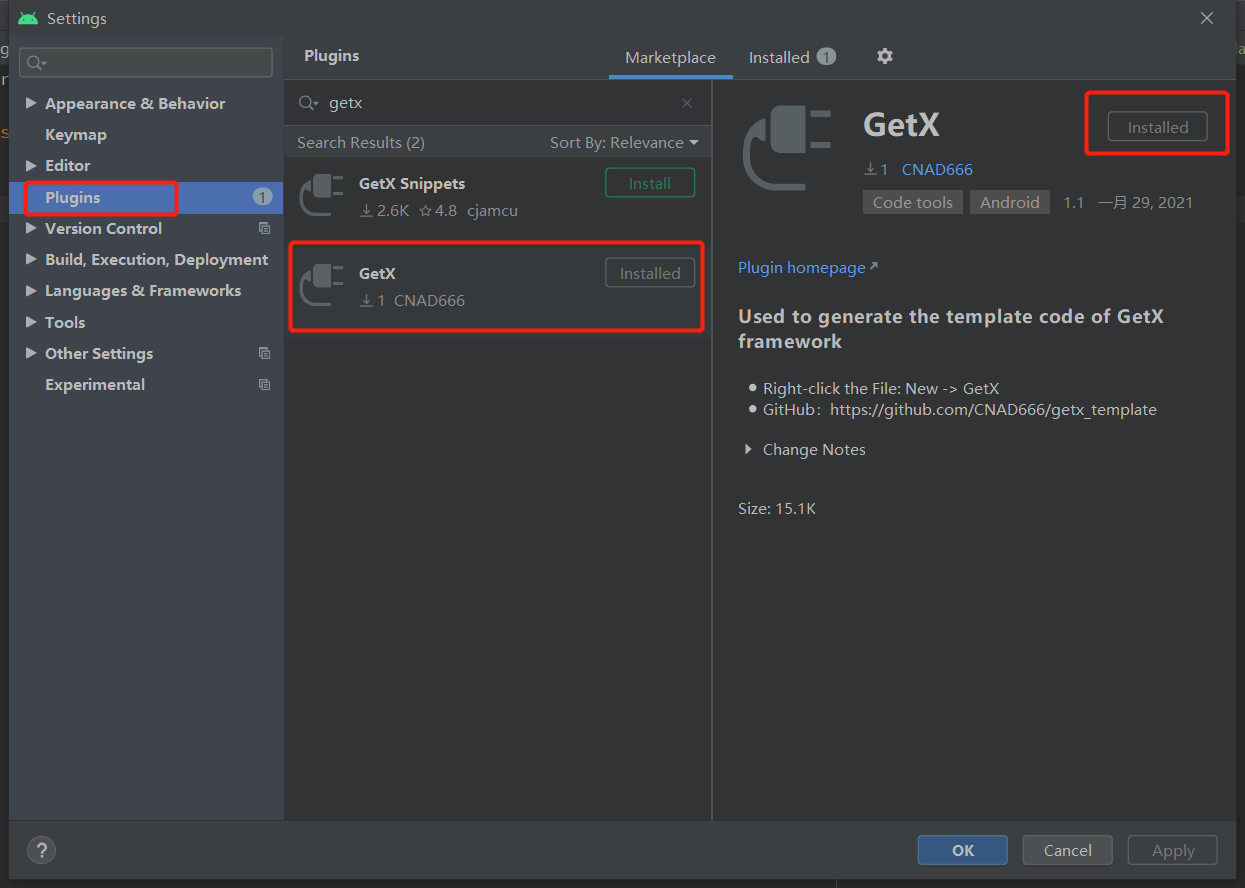 Settings
Appearance & Behavior
Keymap
Editor
Plugins
1
Version Control
Build, Execution, Deployment
Languages & Frameworks
Tools
Other Settings
Experimental
Plugins
Marketplace
Installed 1
getx
Search Results (2)
Sort By: Relevance
GetX Snippets
Install
2.6K 4.8 cjamcu
GetX
Installed
1 CNAD666
GetX
Installed
1 CNAD666
Code tools Android 1.1 一月 29, 2021
Plugin homepage
Used to generate the template code of GetX
framework
Right-click the File: New -> GetX
GitHub：https://github.com/CNAD666/getx_template
Change Notes
Size: 15.1K
?
OK
Cancel
Apply